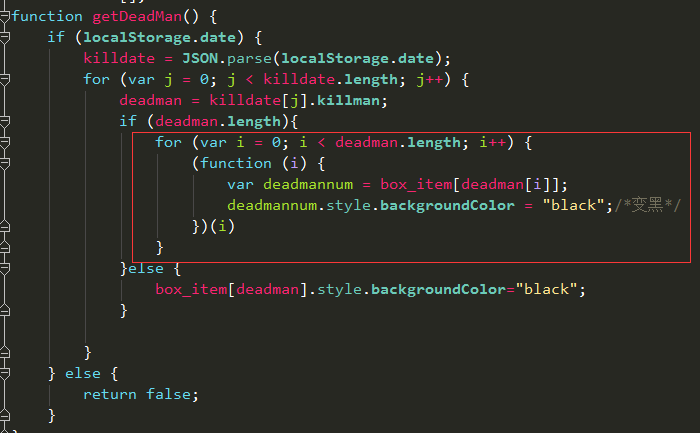 [];
function getDeadMan() {
if (localStorage.date) {
killdate = JSON.parse(localStorage.date);
for (var j = 0; j < killdate.length; j++) {
deadman = killdate[j].killman;
if (deadman.length){
for (var i = 0; i < deadman.length; i++) {
(function (i) {
var deadmannum = box_item[deadman[i]];
deadmannum.style.backgroundColor = "black";/*变黑*/
})(i)
}
}else {
box_item[deadman].style.backgroundColor="black";
}
}
} else {
return false;
}
}